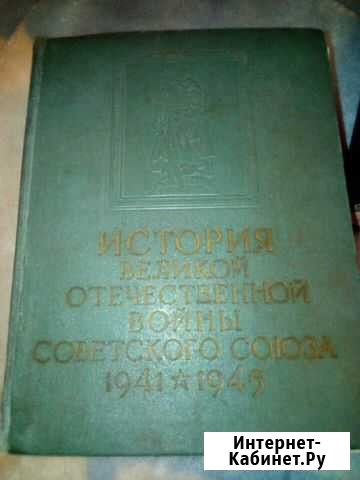 ИСТОРИЯ
ВЕЛИКОЙ
ОТЕЧЕСТВЕННОЙ
ВОЙНЫ
СОВЕТСКОГО СОЮЗА
1941★1945
Интернет-
Кабинет.Ру